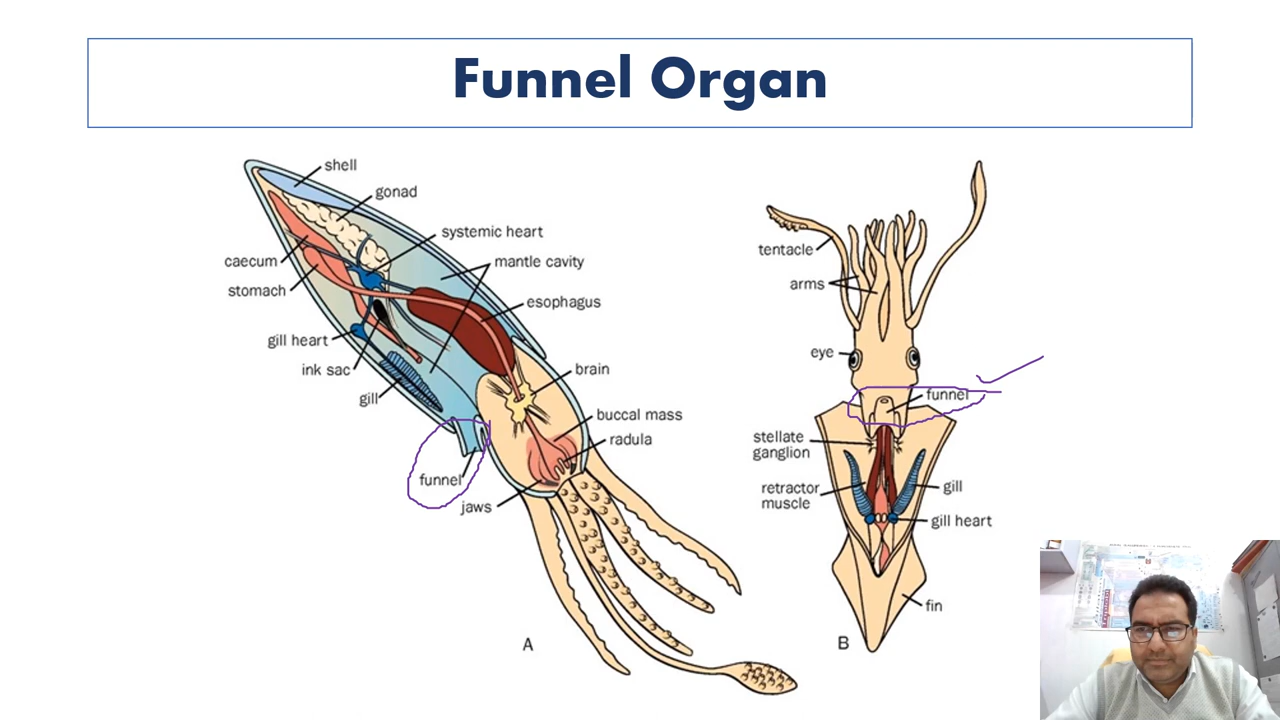 Funnel Organ
shell
gonad
systemic heart
mantle cavity
caecum
stomach
esophagus
gill heart
ink sac
gill
brain
buccal mass
radula
funnel
jaws
A
tentacle
arms
eye
funnel
stellate
ganglion
retractor
muscle
gill
gill heart
fin
B